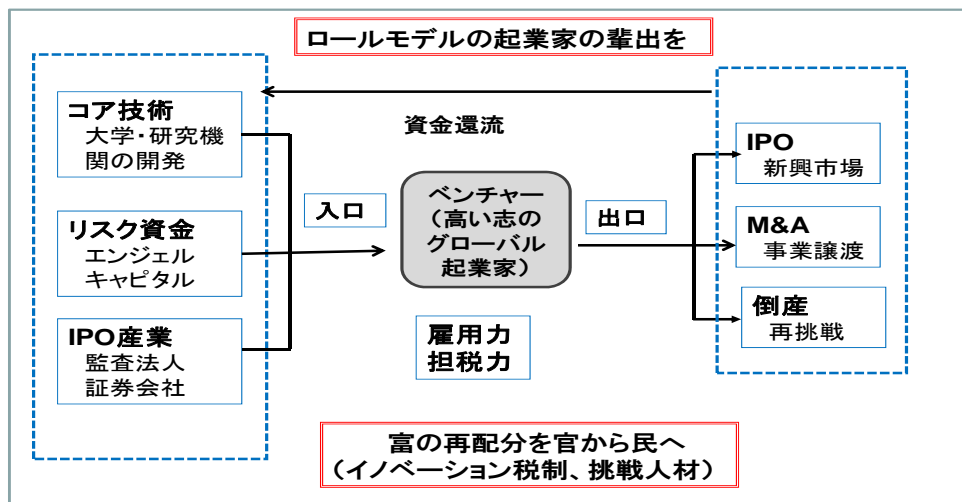 ロールモデルの起業家の輩出を
コア技術
大学・研究機
関の開発
リスク資金
エンジェル
キャピタル
IPO産業
監査法人
証券会社
資金還流
入口
ベンチャー
（高い志の
グローバル
起業家）
出口
雇用力
担税力
IPO
新興市場
M&A
事業譲渡
倒産
再挑戦
富の再配分を官から民へ
（イノベーション税制、挑戦人材）